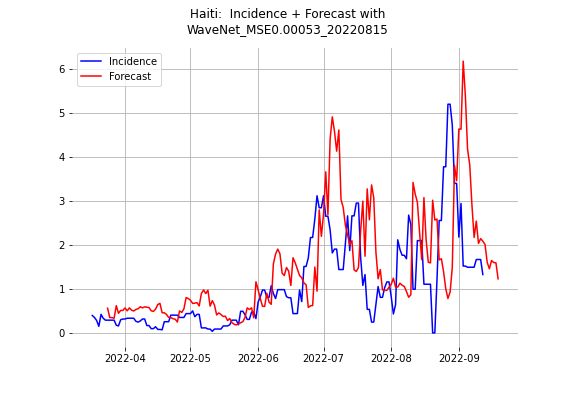 Haiti:  Incidence + Forecast with
WaveNet_MSE0.00053_20220815
Incidence
Forecast
6
5
4
3
2
1
0
2022-04 2022-05 2022-06 2022-07 2022-08 2022-09